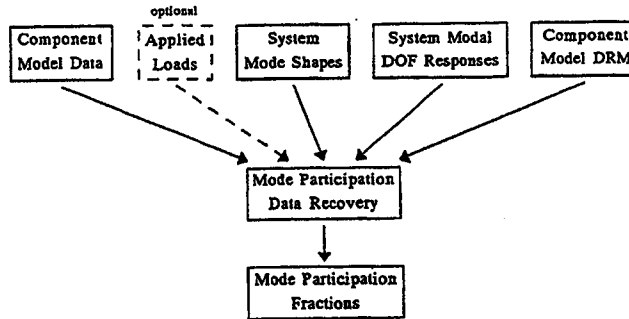 optional
Component
Model Data
Applied
Loads
System
Mode Shapes
System Modal
DOF Responses
Component
Model DRM
Mode Participation
Data Recovery
Mode Participation
Fractions